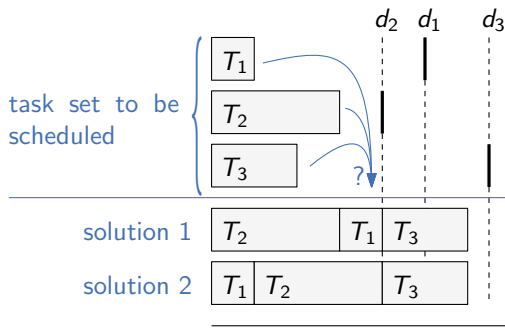 d₂ d₁ d₃
T₁
task set to be
scheduled
T₂
T₃
?
solution 1 T₂ T₁ T₃
solution 2 T₁ T₂ T₃